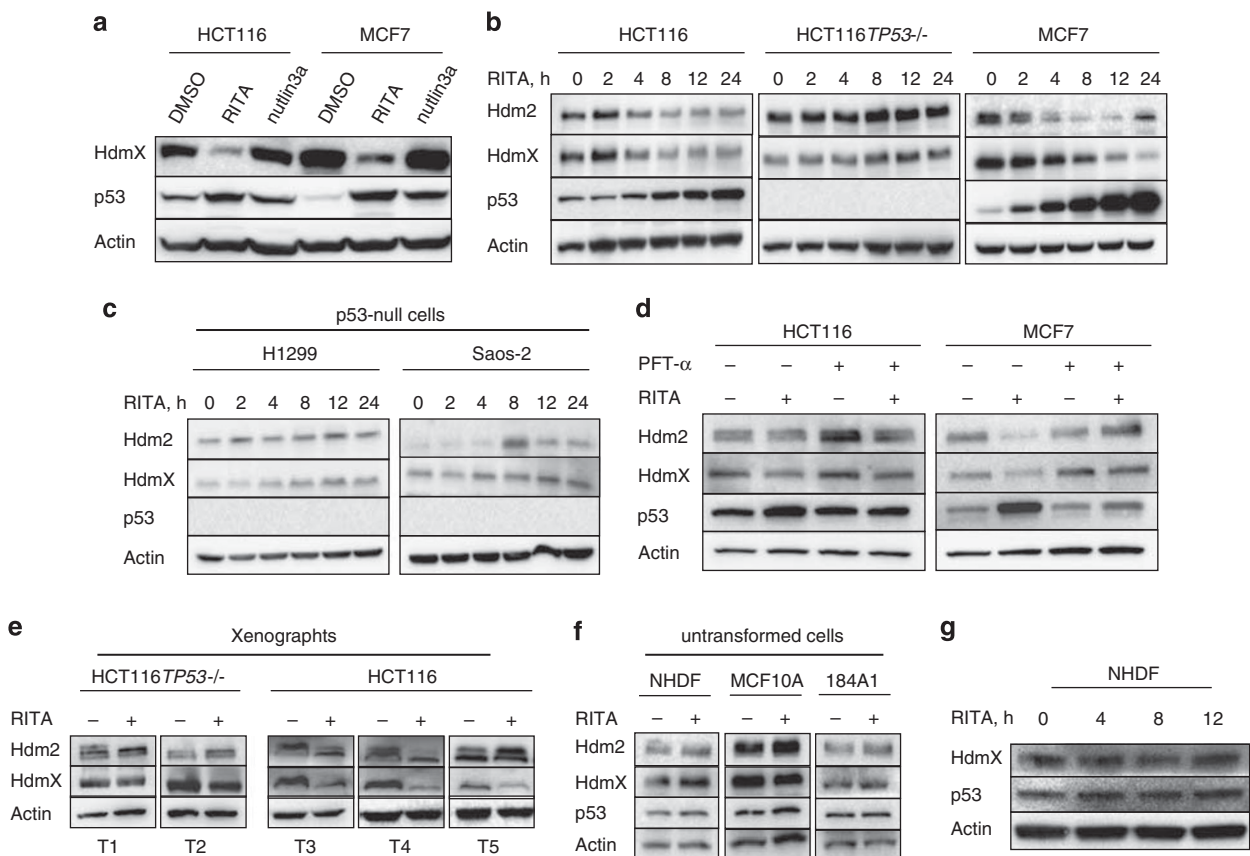 a
HCT116 MCF7
DMSO RITA nutlin3a DMSO RITA nutlin3a
HdmX
p53
Actin
b
HCT116 HCT116TP53-/- MCF7
RITA, h 0 2 4 8 12 24 0 2 4 8 12 24 0 2 4 8 12 24
Hdm2
HdmX
p53
Actin
c
p53-null cells
H1299 Saos-2
RITA, h 0 2 4 8 12 24 0 2 4 8 12 24
Hdm2
HdmX
p53
Actin
d
HCT116 MCF7
PFT-α – – + + – – + +
RITA – + – + – + – +
Hdm2
HdmX
p53
Actin
e
Xenographts
HCT116TP53-/- HCT116
RITA – + – + – + – + – +
Hdm2
HdmX
Actin
T1 T2 T3 T4 T5
f
untransformed cells
NHDF MCF10A 184A1
RITA – + – + – +
Hdm2
HdmX
p53
Actin
g
NHDF
RITA, h 0 4 8 12
HdmX
p53
Actin